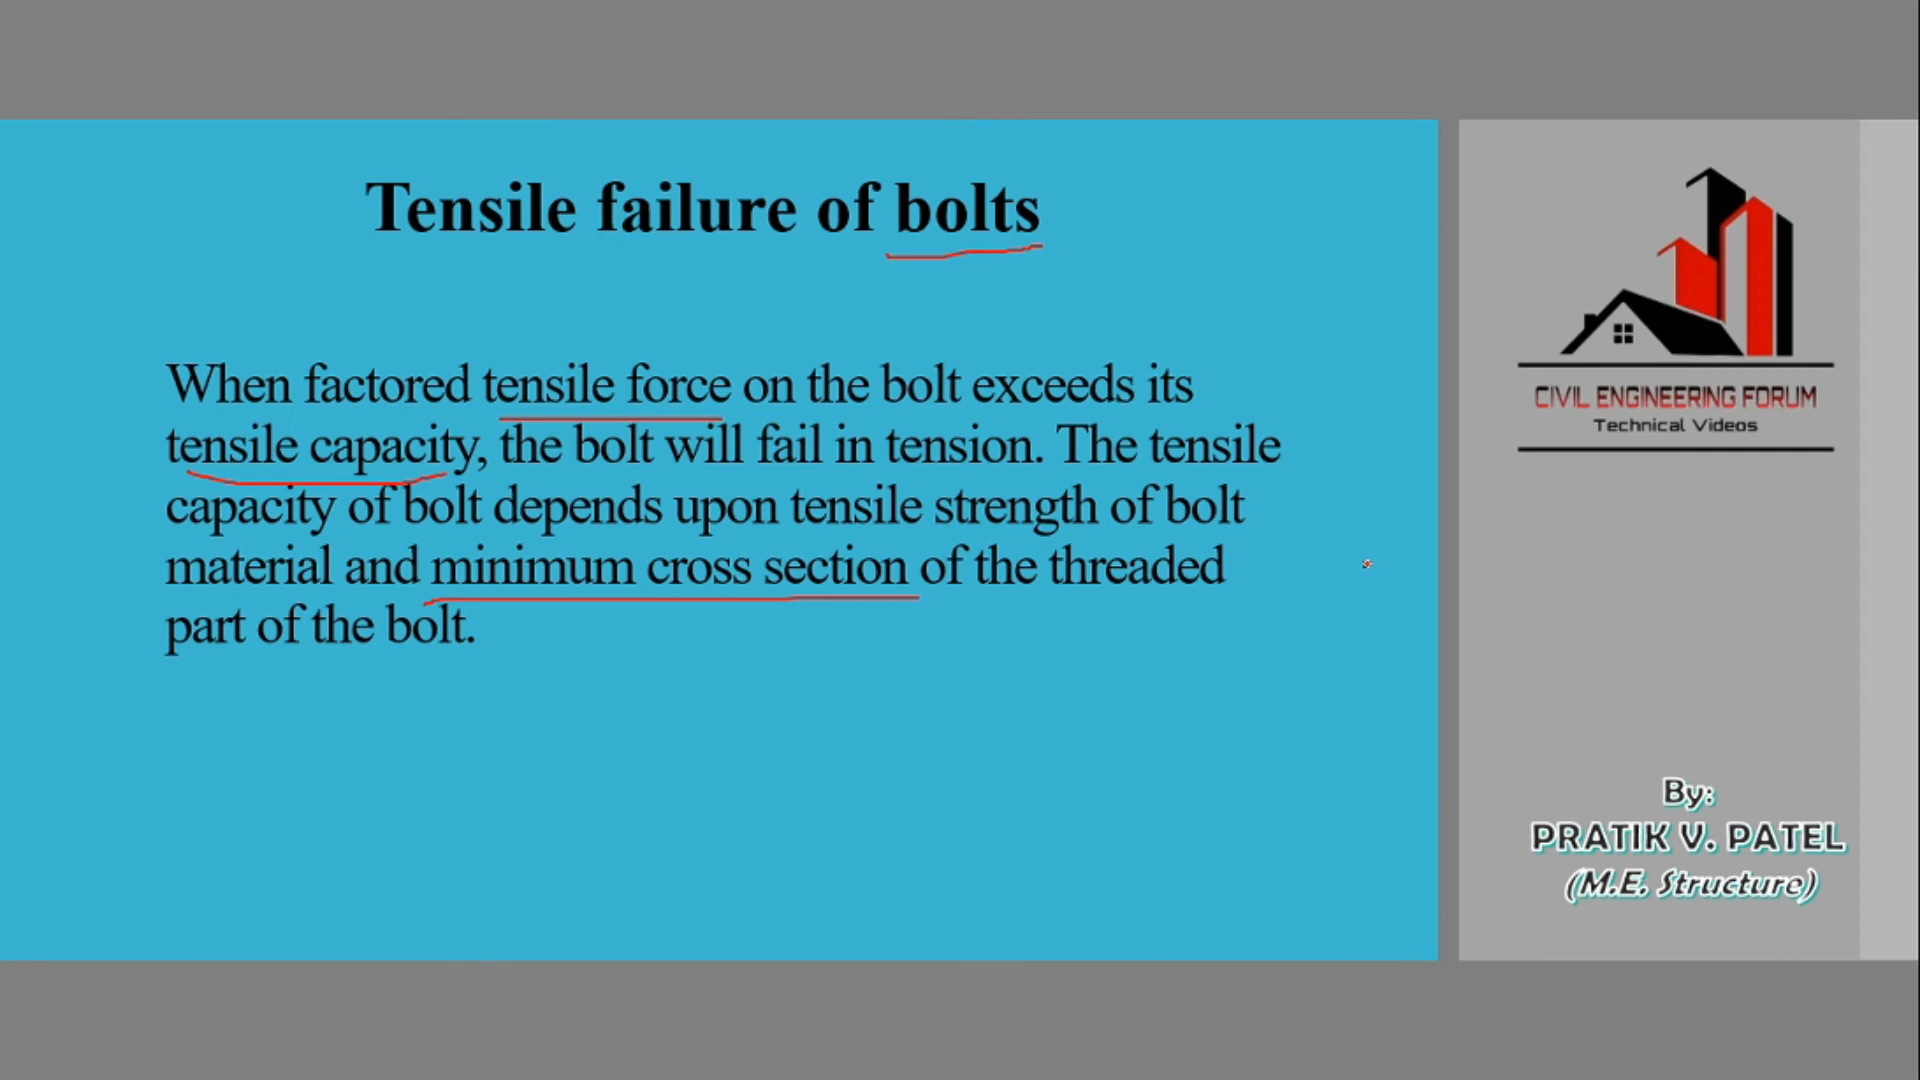 Tensile failure of bolts
When factored tensile force on the bolt exceeds its
tensile capacity, the bolt will fail in tension. The tensile
capacity of bolt depends upon tensile strength of bolt
material and minimum cross section of the threaded
part of the bolt.
CIVIL ENGINEERING FORUM
Technical Videos
By:
PRATIK V. PATEL
(M.E. Structure)